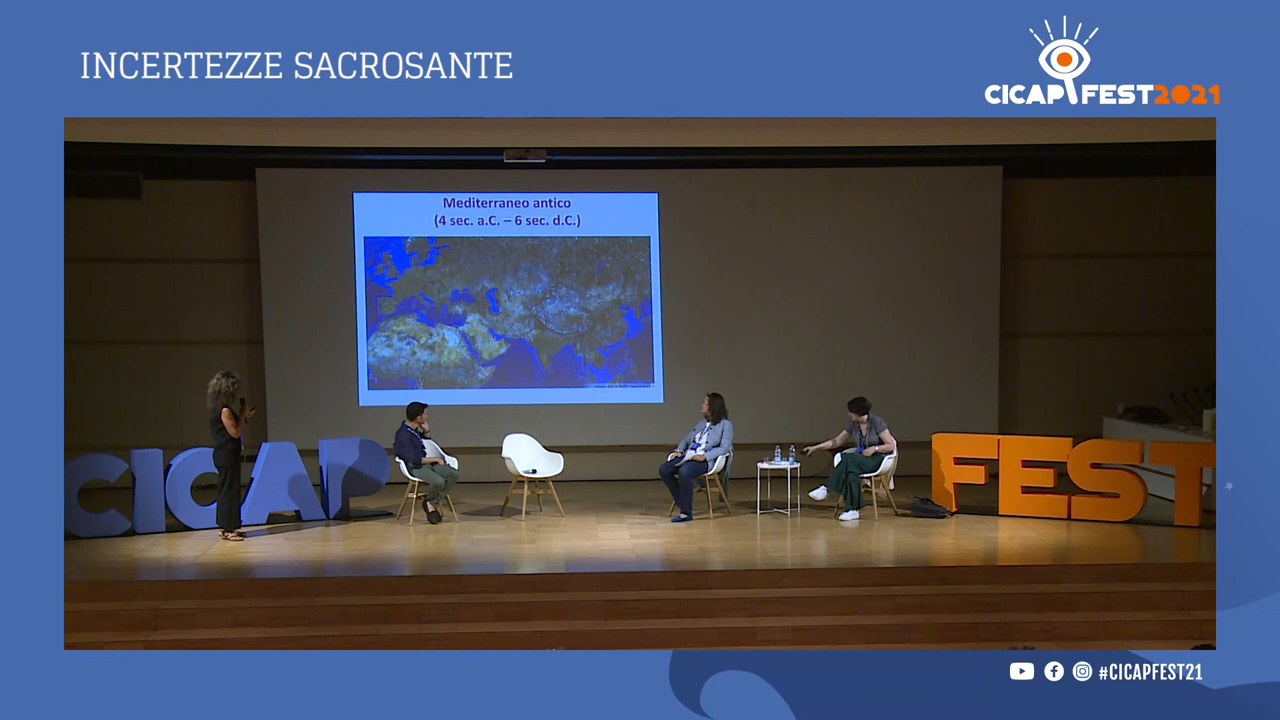 INCERTEZZE SACROSANTE
CICAP FEST2021
Mediterraneo antico
(4 sec. a.C. – 6 sec. d.C.)
CICAP FEST
#CICAPFEST21